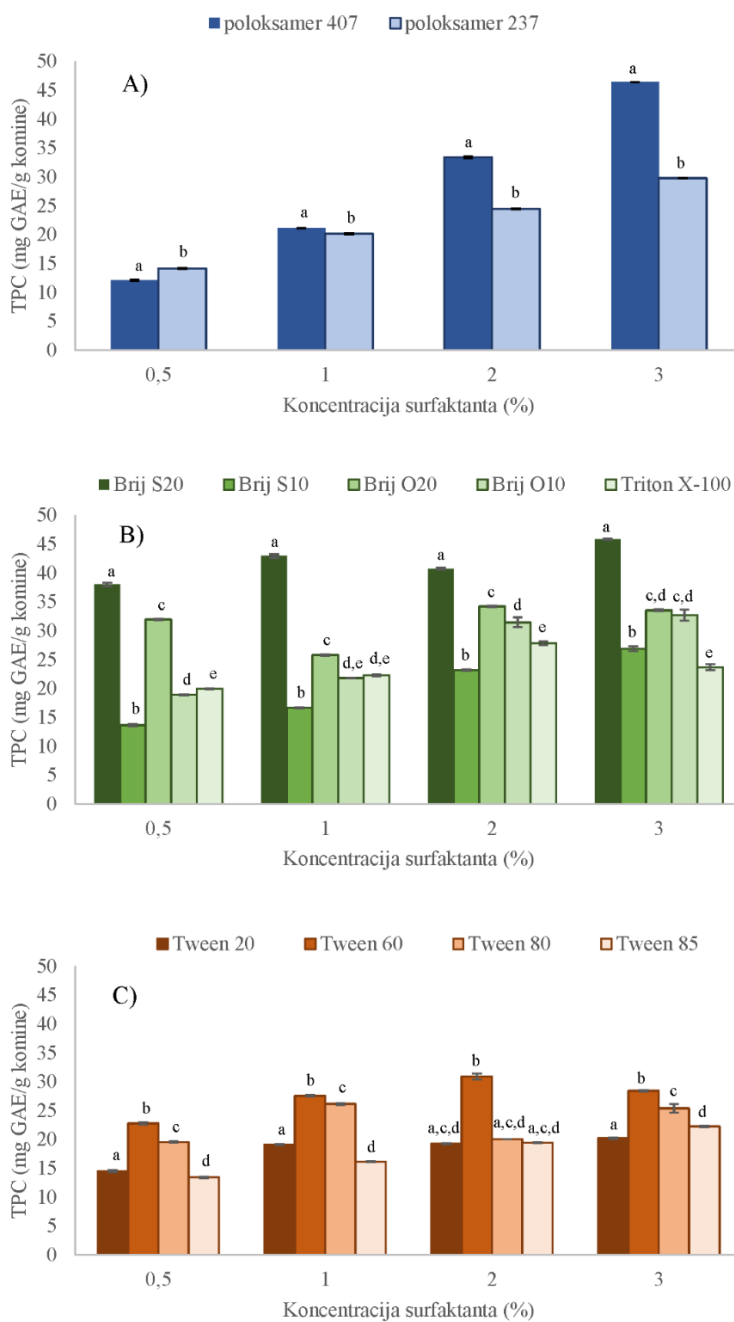 poloksamer 407 poloksamer 237
A)
TPC (mg GAE/g komine)
50
45
40
35
30
25
20
15
10
5
0
a b
a b
a b
a b
0,5 1 2 3
Koncentracija surfaktanta (%)
Brij S20 Brij S10 Brij O20 Brij O10 Triton X-100
B)
TPC (mg GAE/g komine)
50
45
40
35
30
25
20
15
10
5
0
a b c d e
a b c d,e d,e
a b c d e
a b c,d c,d e
0,5 1 2 3
Koncentracija surfaktanta (%)
Tween 20 Tween 60 Tween 80 Tween 85
C)
TPC (mg GAE/g komine)
50
45
40
35
30
25
20
15
10
5
0
a b c d
a b c d
a,c,d b a,c,d a,c,d
a b c d
0,5 1 2 3
Koncentracija surfaktanta (%)